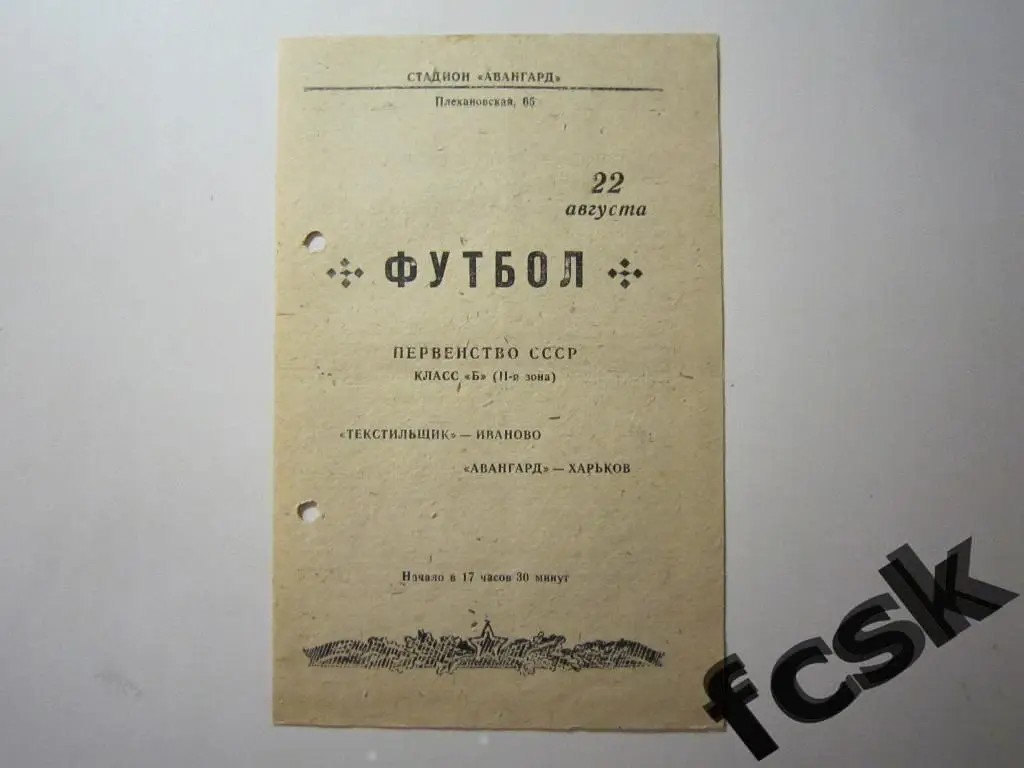 СТАДИОН «АВАНГАРД»
Плехановская, 65
22
августа
ФУТБОЛ
ПЕРВЕНСТВО СССР
КЛАСС «Б» (II-я зона)
«ТЕКСТИЛЬЩИК» — ИВАНОВО
«АВАНГАРД» — ХАРЬКОВ
Начало в 17 часов 30 минут
fcsk